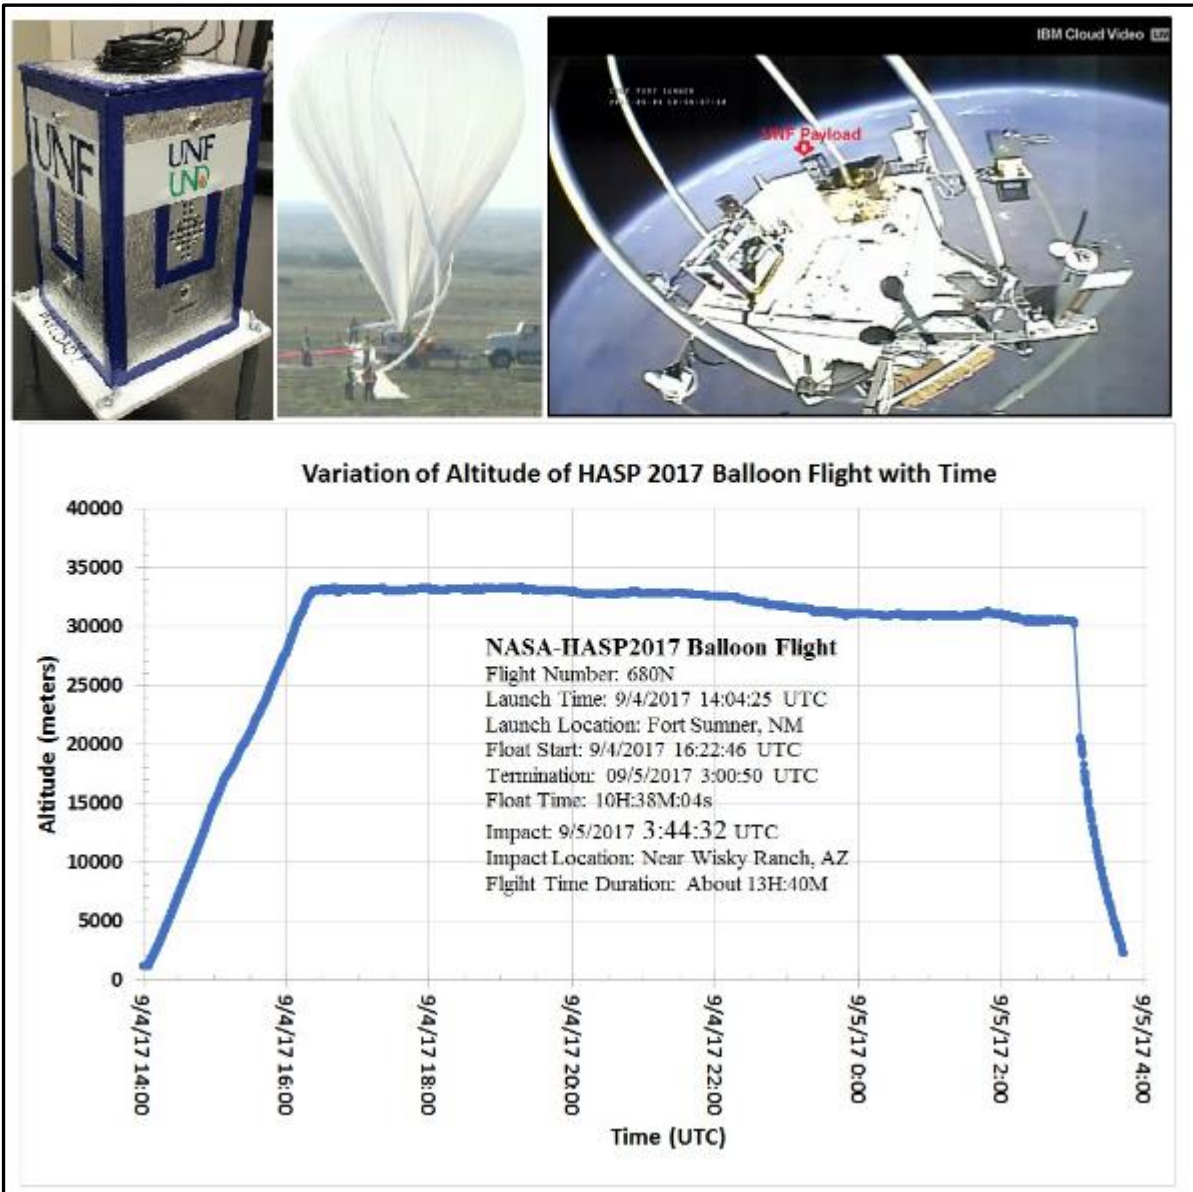 UNF
UNF
UND
IBM Cloud Video
UNF Payload
Variation of Altitude of HASP 2017 Balloon Flight with Time
40000
35000
30000
25000
20000
15000
10000
5000
0
Altitude (meters)
NASA-HASP2017 Balloon Flight
Flight Number: 680N
Launch Time: 9/4/2017 14:04:25 UTC
Launch Location: Fort Sumner, NM
Float Start: 9/4/2017 16:22:46 UTC
Termination: 09/5/2017 3:00:50 UTC
Float Time: 10H:38M:04s
Impact: 9/5/2017 3:44:32 UTC
Impact Location: Near Wisky Ranch, AZ
Flgiht Time Duration: About 13H:40M
9/4/17 14:00
9/4/17 16:00
9/4/17 18:00
9/4/17 20:00
9/4/17 22:00
9/5/17 0:00
9/5/17 2:00
9/5/17 4:00
Time (UTC)